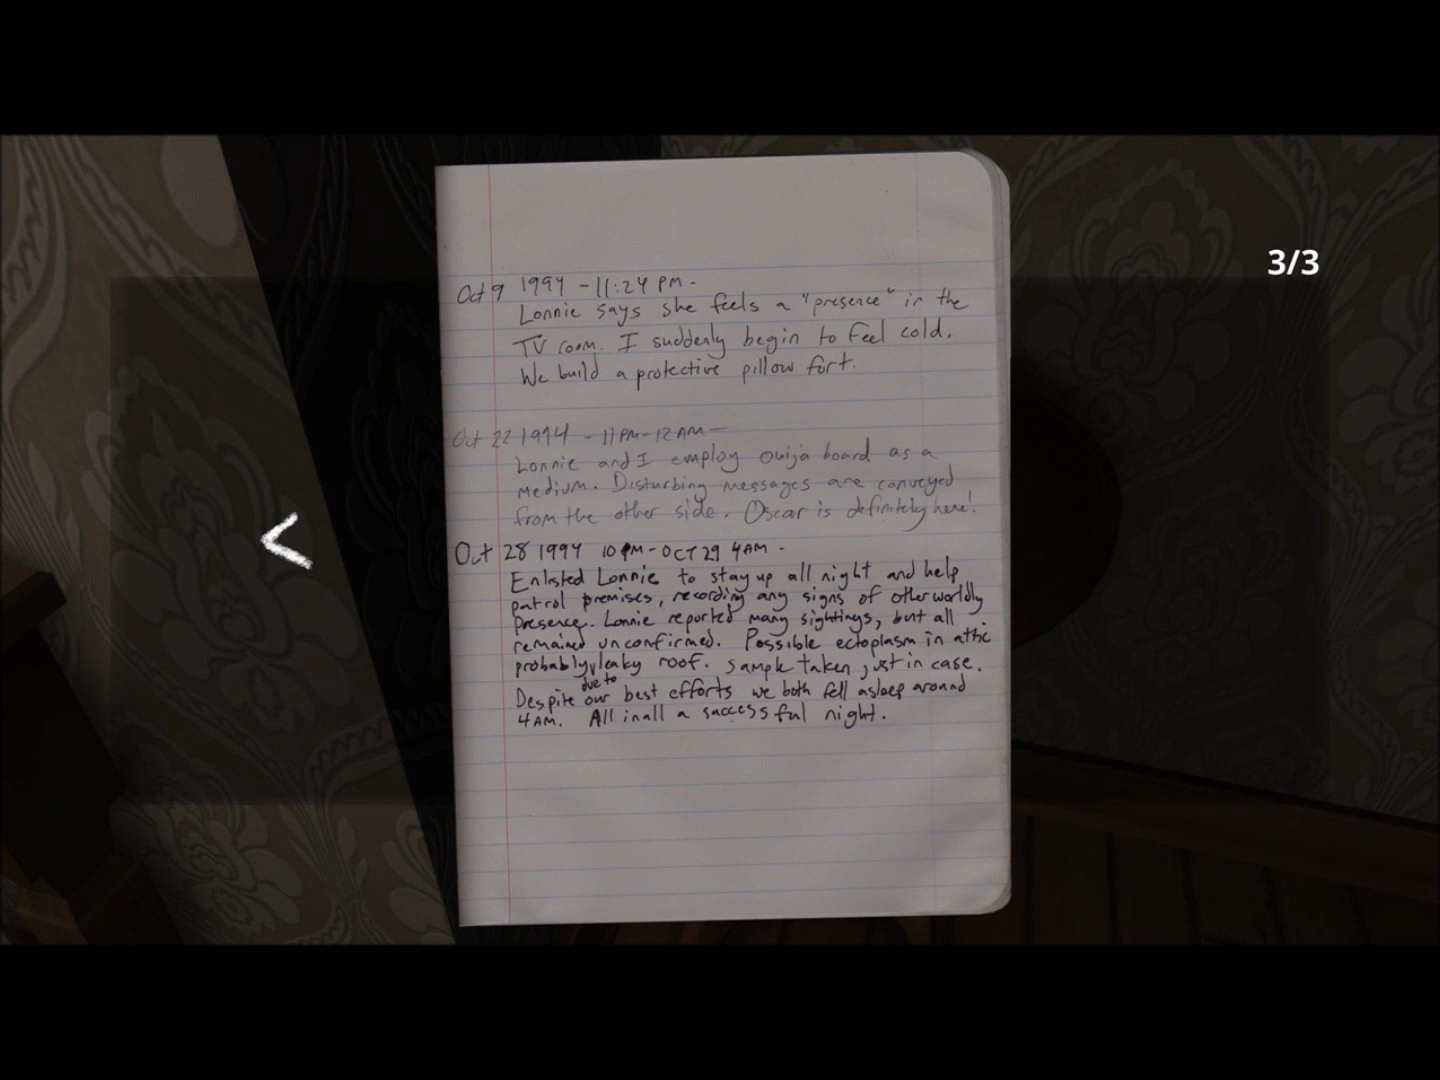 3/3
Oct 9 1994 - 11:24 PM -
Lonnie says she feels a "presence" in the
TV room. I suddenly begin to feel cold.
We build a protective pillow fort.
Oct 22 1994 - 11PM-12AM -
Lonnie and I employ ouija board as a
medium. Disturbing messages are conveyed
from the other side. Oscar is definitely here!
Oct 28 1994 10 PM - OCT 29 4AM -
Enlisted Lonnie to stay up all night and help
patrol premises, recording any signs of otherworldly
presence. Lonnie reported many sightings, but all
remained unconfirmed. Possible ectoplasm in attic
probably leaky roof. sample taken just in case.
due to
Despite our best efforts we both fell asleep around
4AM. All in all a successful night.